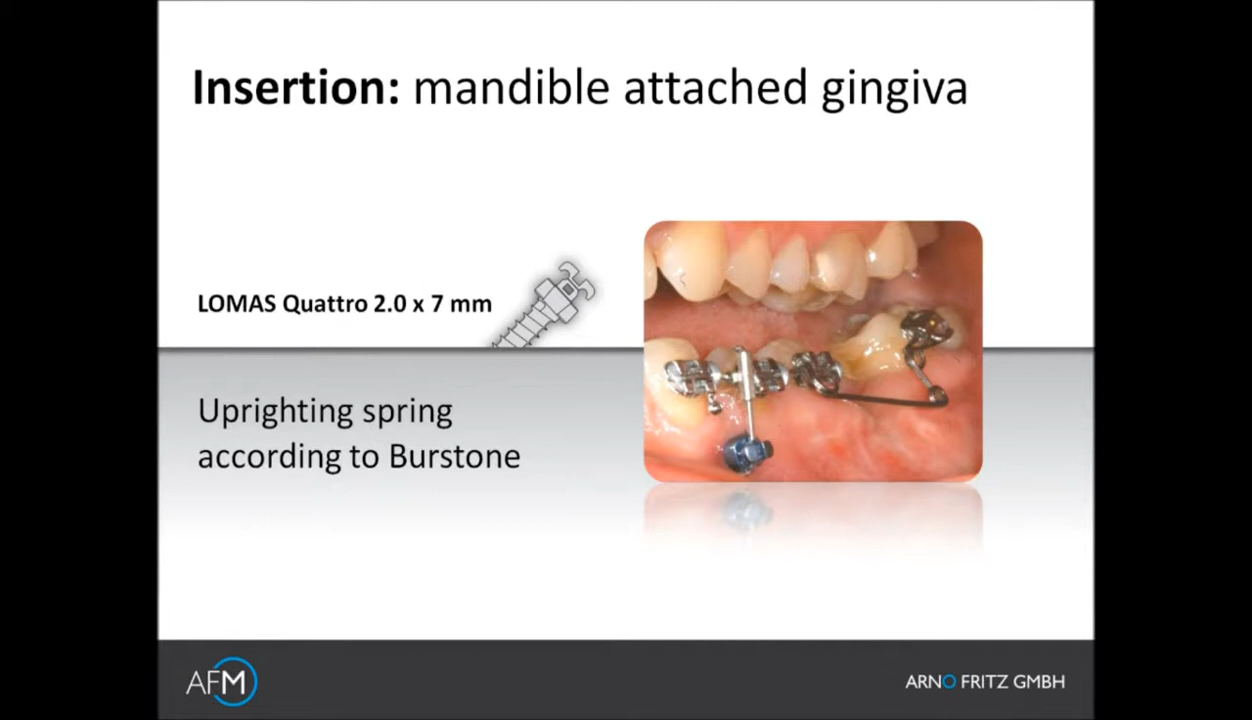 Insertion: mandible attached gingiva
LOMAS Quattro 2.0 x 7 mm
Uprighting spring
according to Burstone
AFM
ARNO FRITZ GMBH